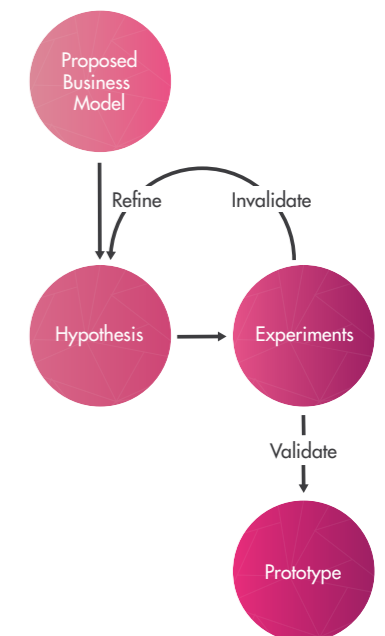 Proposed
Business
Model
Refine
Invalidate
Hypothesis
Experiments
Validate
Prototype